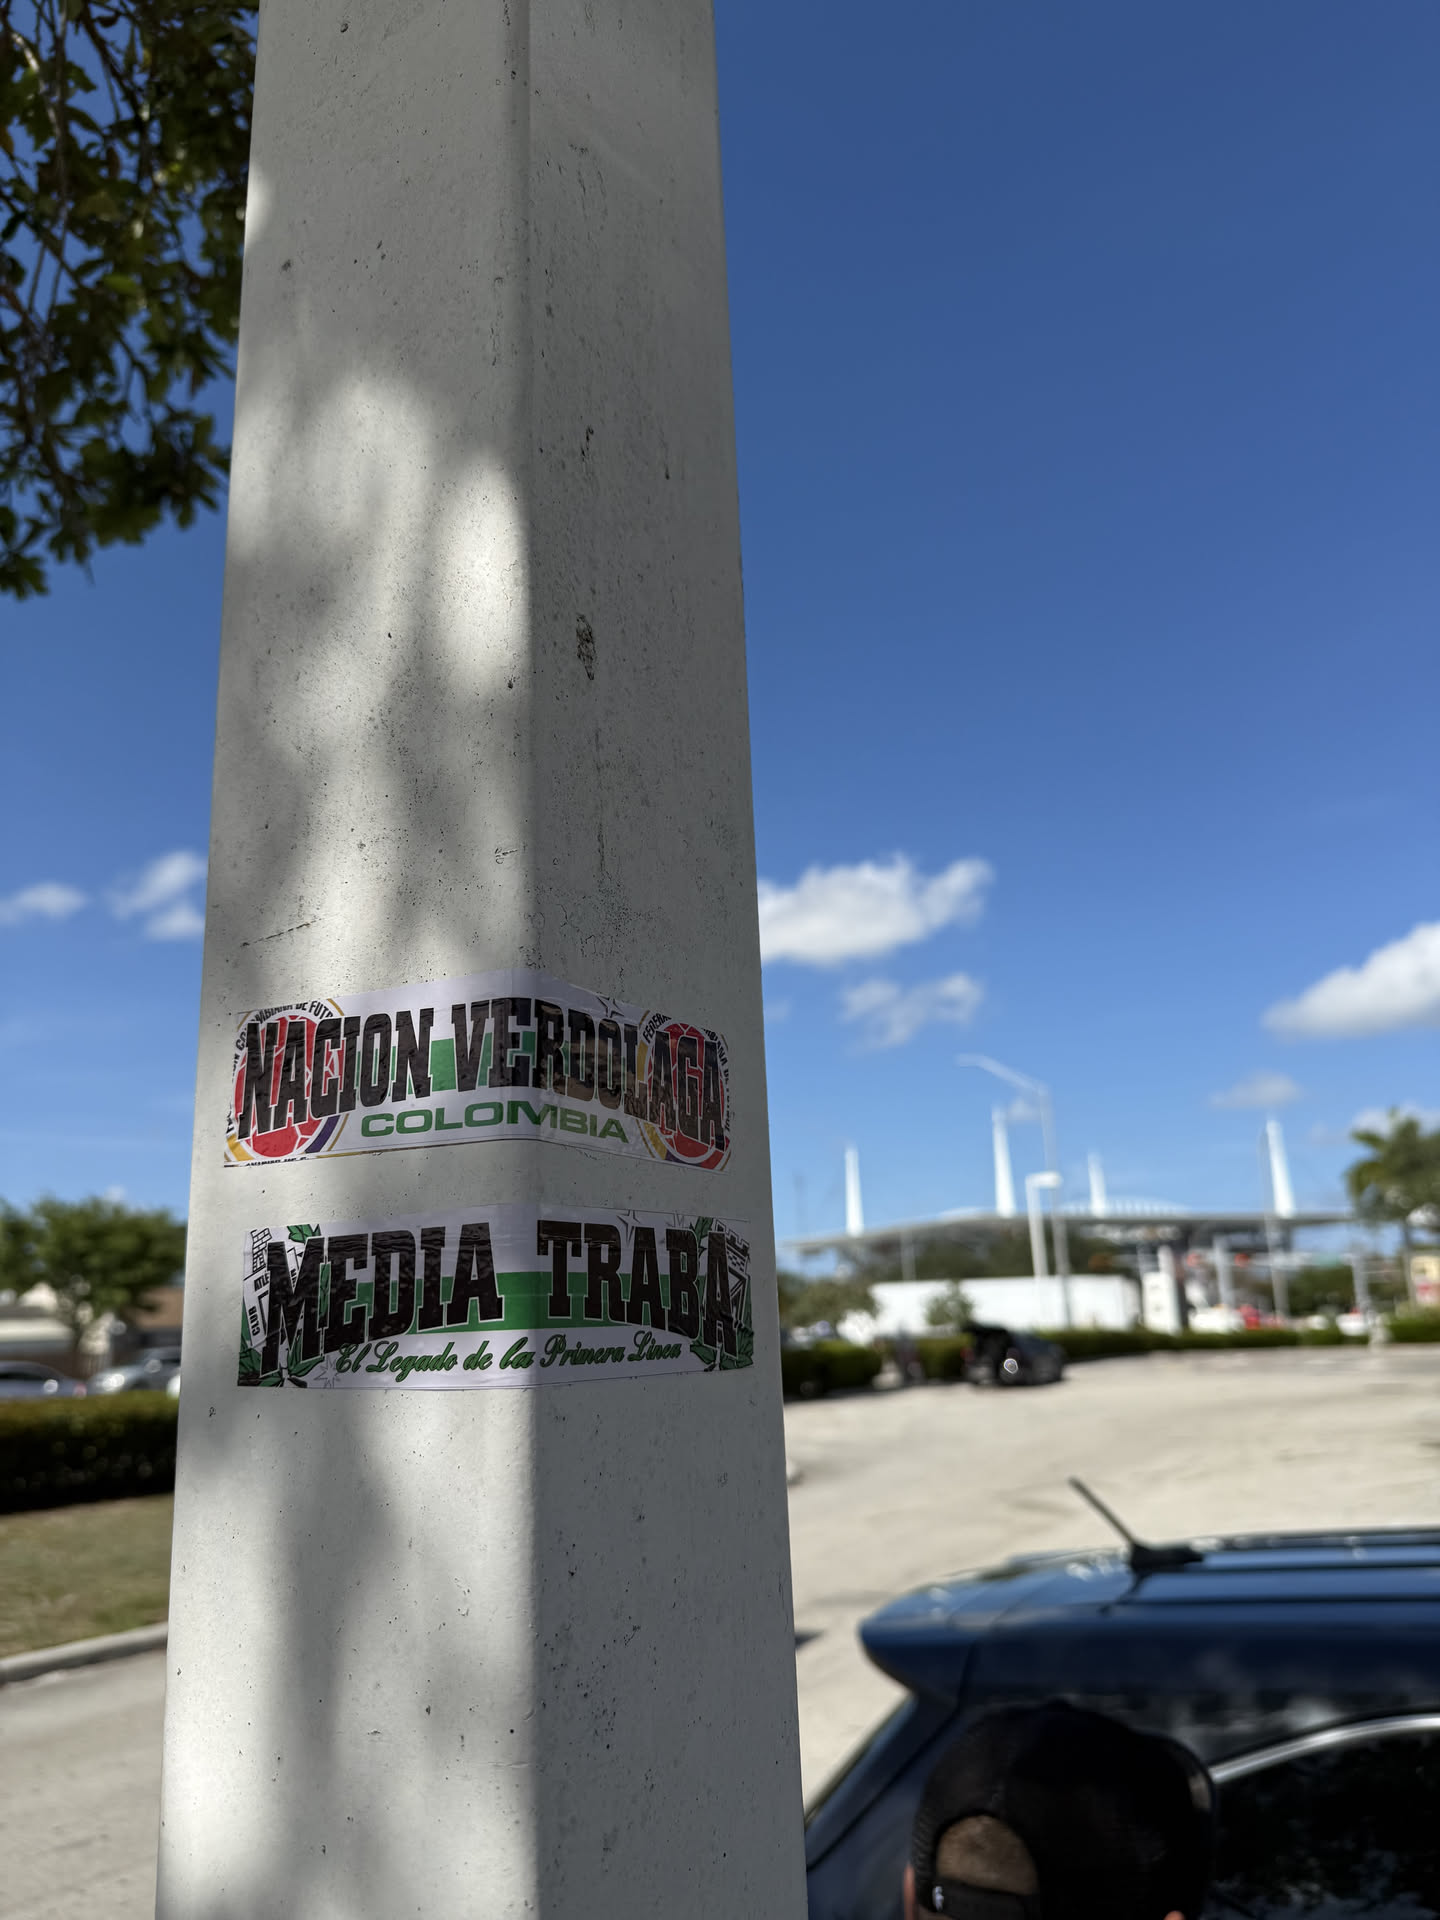 NACION VERDOLAGA
COLOMBIA
MEDIA TRABA
El Legado de la Primera Linea